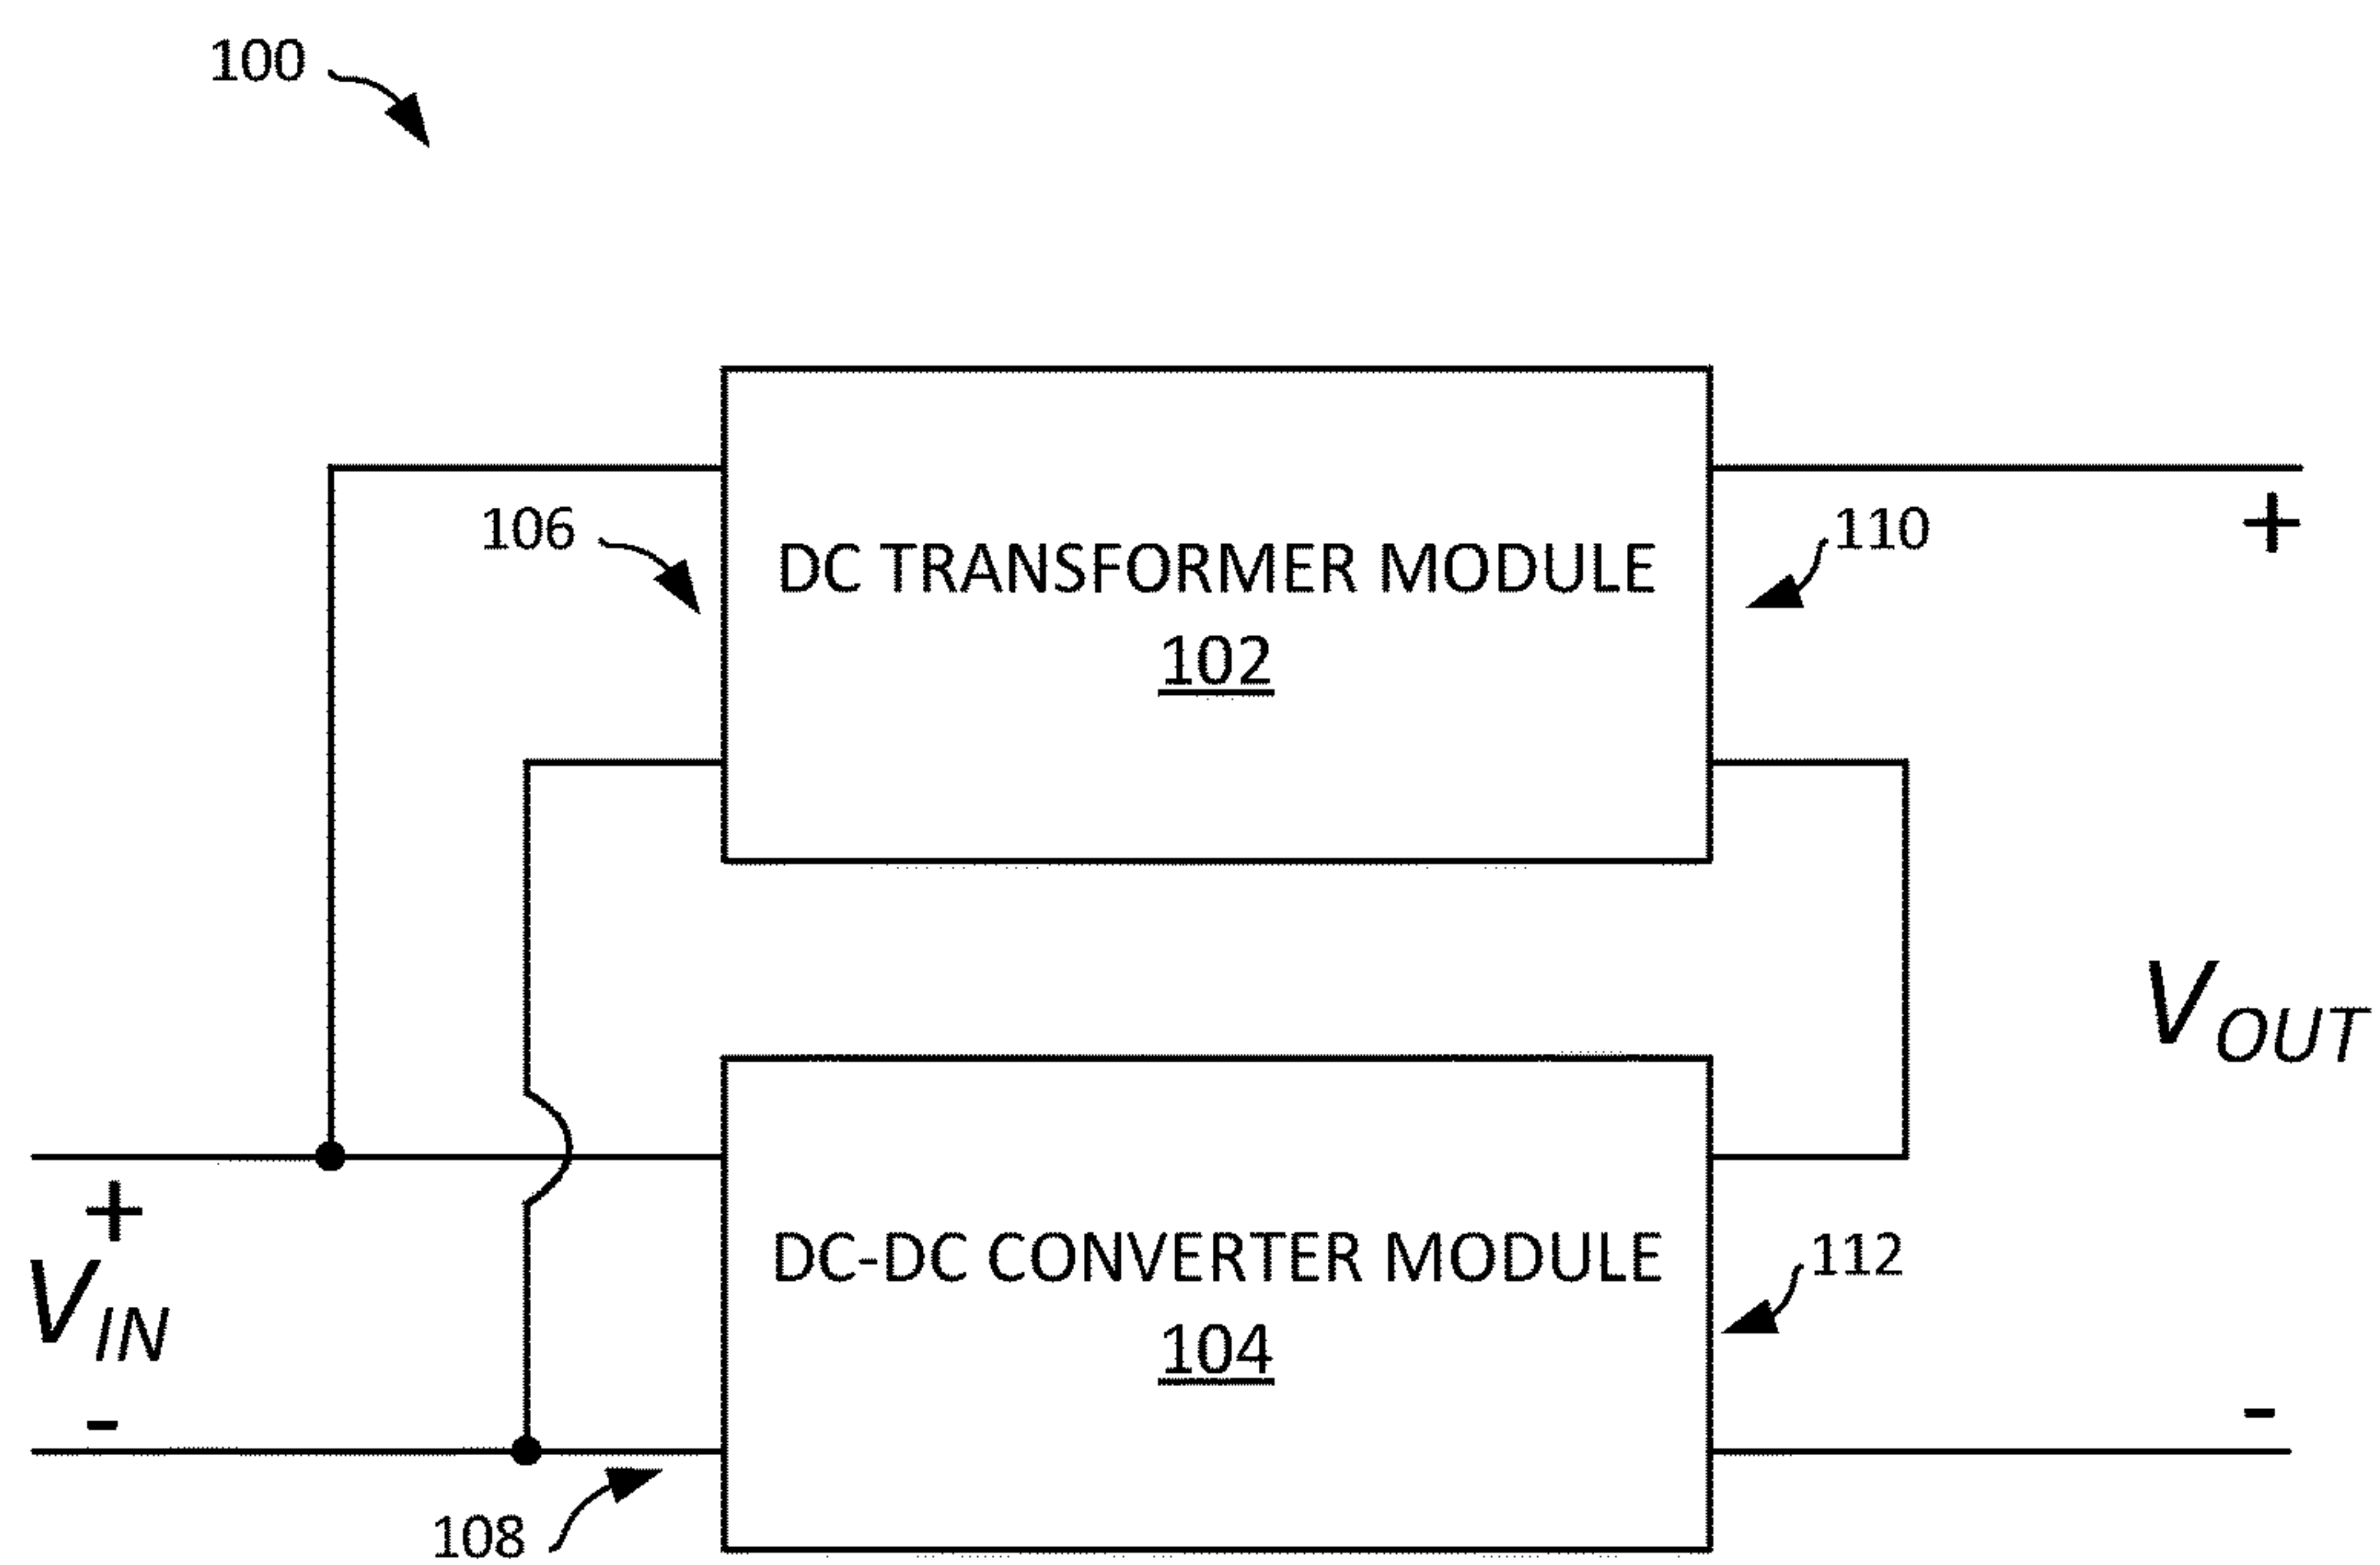 100
106
DC TRANSFORMER MODULE
102
110
+
+
VIN
-
DC-DC CONVERTER MODULE
104
108
112
VOUT
-